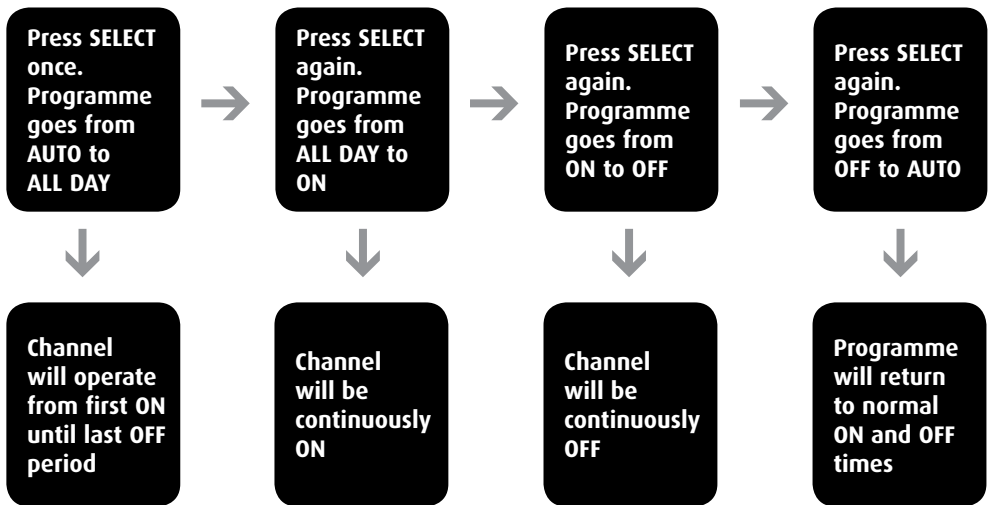 Press SELECT
once.
Programme
goes from
AUTO to
ALL DAY
Press SELECT
again.
Programme
goes from
ALL DAY to
ON
Press SELECT
again.
Programme
goes from
ON to OFF
Press SELECT
again.
Programme
goes from
OFF to AUTO
Channel
will operate
from first ON
until last OFF
period
Channel
will be
continuously
ON
Channel
will be
continuously
OFF
Programme
will return
to normal
ON and OFF
times